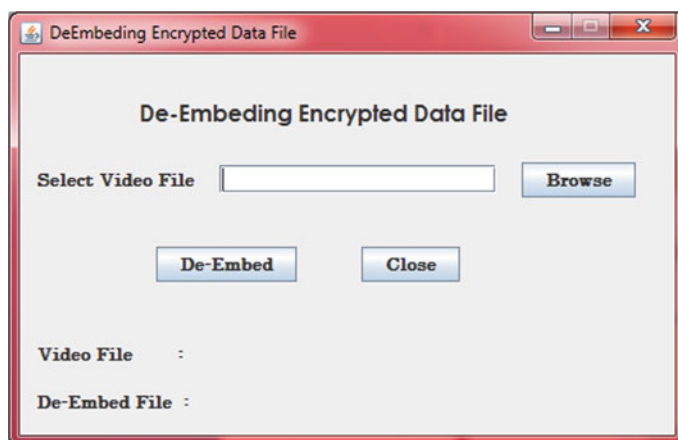 DeEmbeding Encrypted Data File
De-Embeding Encrypted Data File
Select Video File Browse
De-Embed Close
Video File :
De-Embed File :